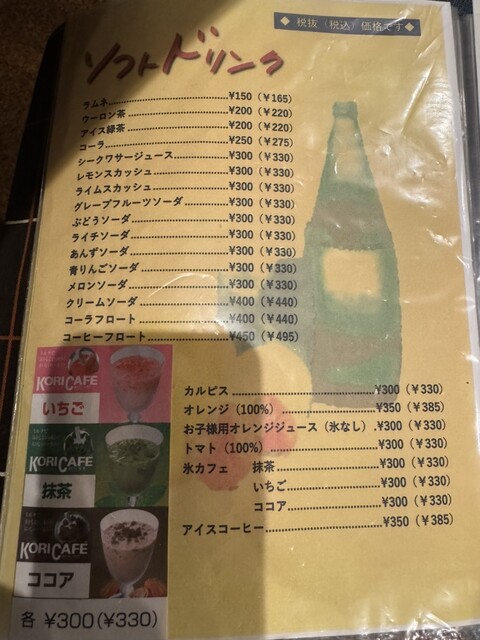 ◆ 税抜（税込）価格です◆
ソフトドリンク
ラムネ…¥150（￥165）
ウーロン茶…¥200（￥220）
アイス緑茶…¥200（￥220）
コーラ…¥250（￥275）
シークワサージュース…¥300（￥330）
レモンスカッシュ…¥300（￥330）
ライムスカッシュ…¥300（￥330）
グレープフルーツソーダ…¥300（￥330）
ぶどうソーダ…¥300（￥330）
ライチソーダ…¥300（￥330）
あんずソーダ…¥300（￥330）
青りんごソーダ…¥300（￥330）
メロンソーダ…¥300（￥330）
クリームソーダ…¥400（￥440）
コーラフロート…¥400（￥440）
コーヒーフロート…¥450（￥495）
KORI CAFE
いちご
KORI CAFE
抹茶
KORI CAFE
ココア
各 ¥300(￥330)
カルピス…¥300（￥330）
オレンジ（100%）…¥350（￥385）
お子様用オレンジジュース（氷なし）.¥300（￥330）
トマト（100%）…¥300（￥330）
氷カフェ 抹茶…¥300（￥330）
いちご…¥300（￥330）
ココア…¥300（￥330）
アイスコーヒー…¥350（￥385）